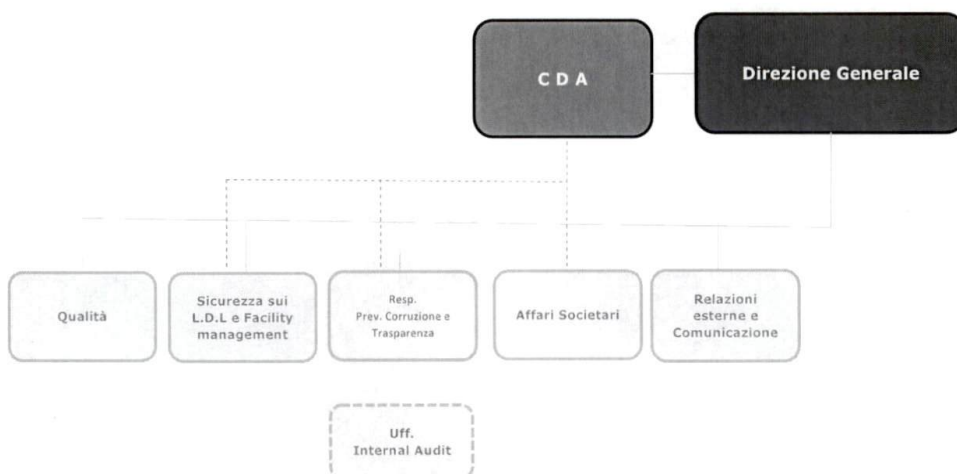 C D A
Direzione Generale
Qualità
Sicurezza sui
L.D.L e Facility
management
Resp.
Prev. Corruzione e
Trasparenza
Affari Societari
Relazioni
esterne e
Comunicazione
Uff.
Internal Audit